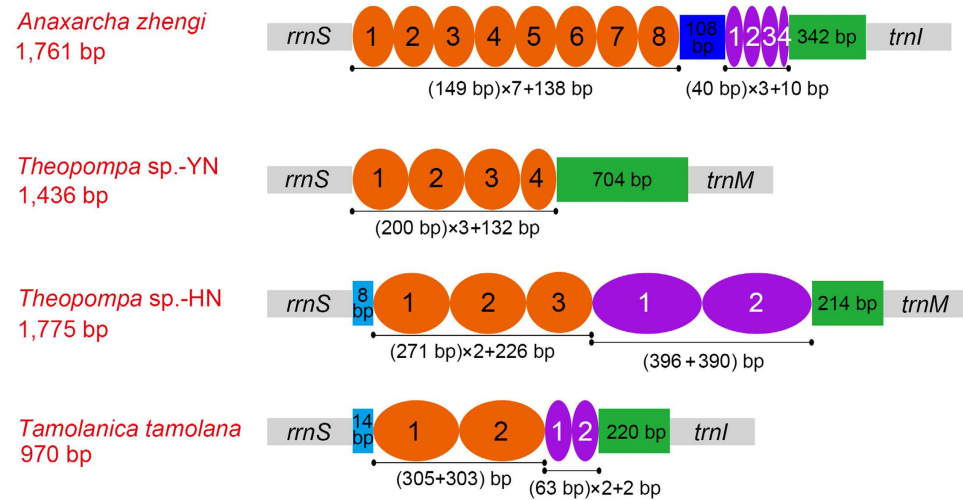 Anaxarcha zhengi
1,761 bp
rrnS 1 2 3 4 5 6 7 8 108 bp 1 2 3 4 342 bp trnI
(149 bp)×7+138 bp (40 bp)×3+10 bp
Theopompa sp.-YN
1,436 bp
rrnS 1 2 3 4 704 bp trnM
(200 bp)×3+132 bp
Theopompa sp.-HN
1,775 bp
rrnS 8 bp 1 2 3 1 2 214 bp trnM
(271 bp)×2+226 bp (396+390) bp
Tamolanica tamolana
970 bp
rrnS 14 bp 1 2 1 2 220 bp trnI
(305+303) bp (63 bp)×2+2 bp